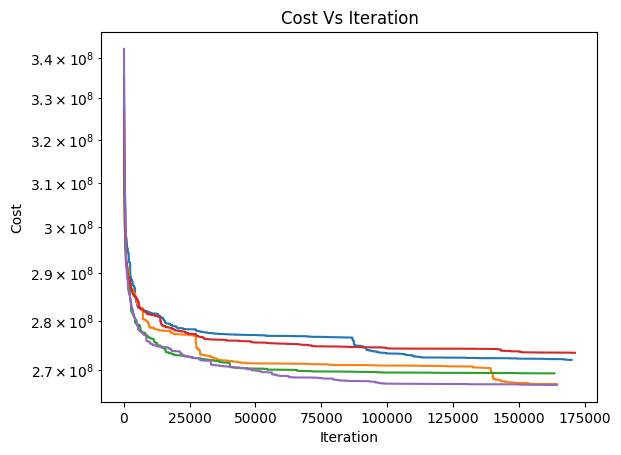 Cost Vs Iteration
3.4 × 10⁸
3.3 × 10⁸
3.2 × 10⁸
3.1 × 10⁸
3 × 10⁸
2.9 × 10⁸
2.8 × 10⁸
2.7 × 10⁸
Cost
0 25000 50000 75000 100000 125000 150000 175000
Iteration